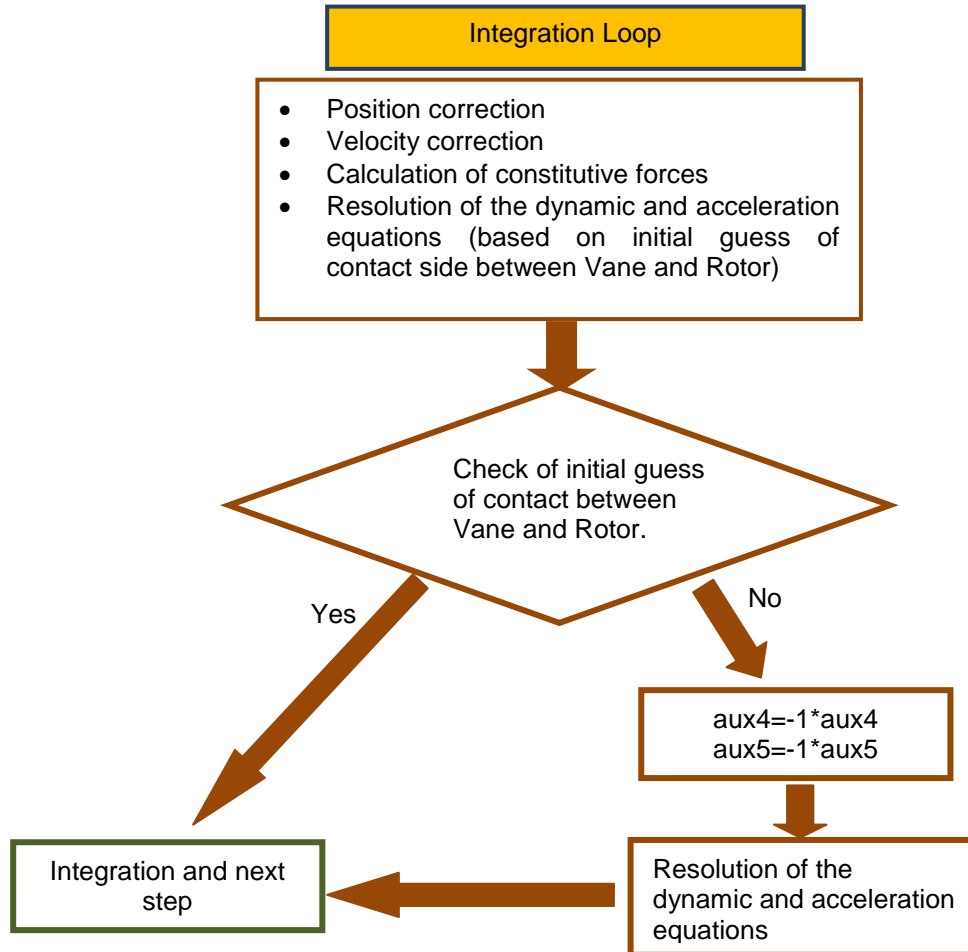 Integration Loop
• Position correction
• Velocity correction
• Calculation of constitutive forces
• Resolution of the dynamic and acceleration
equations (based on initial guess of
contact side between Vane and Rotor)
Check of initial guess
of contact between
Vane and Rotor.
Yes
No
aux4=-1*aux4
aux5=-1*aux5
Integration and next
step
Resolution of the
dynamic and acceleration
equations